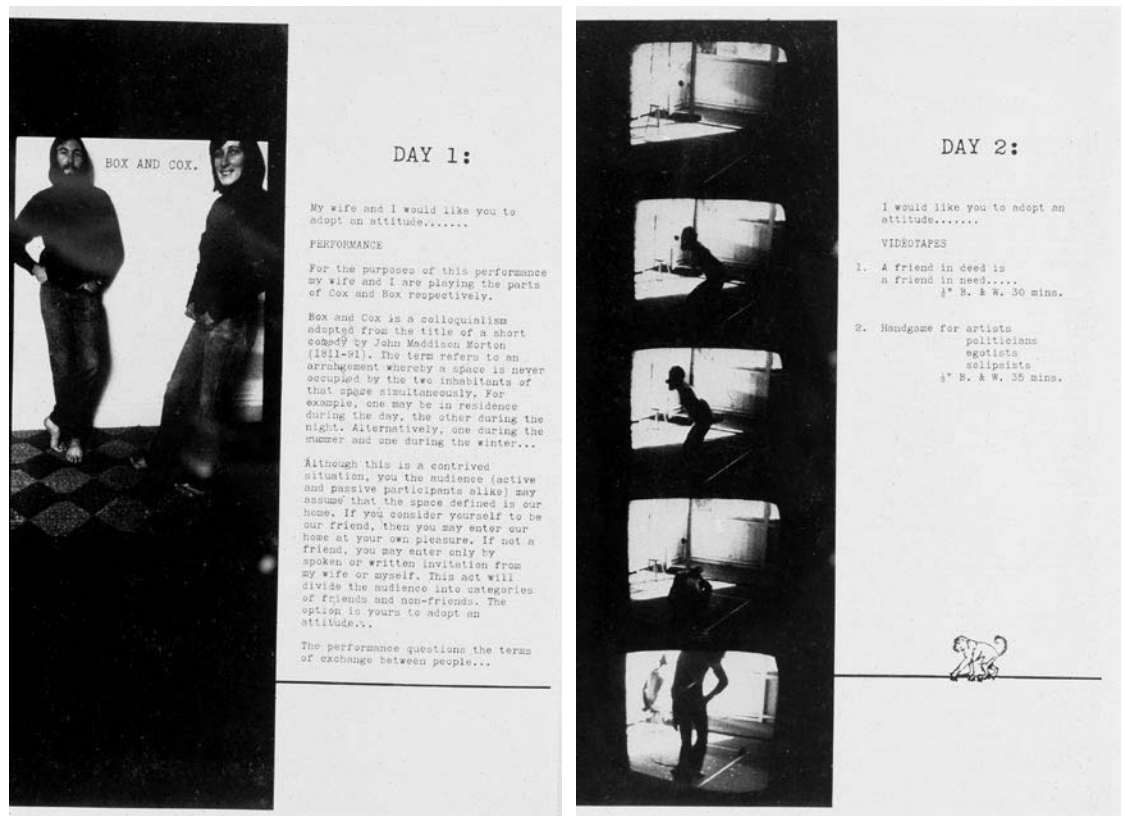 BOX AND COX.
DAY 1:
My wife and I would like you to
adopt an attitude.......
PERFORMANCE
For the purposes of this performance
my wife and I are playing the parts
of Cox and Box respectively.
Box and Cox is a colloquialism
adopted from the title of a short
comedy by John Maddison Morton
(1811-91). The term refers to an
arrangement whereby a space is never
occupied by the two inhabitants of
that space simultaneously. For
example, one may be in residence
during the day, the other during the
night. Alternatively, one during the
summer and one during the winter...
Although this is a contrived
situation, you the audience (active
and passive participants alike) may
assume that the space defined is our
home. If you consider yourself to be
our friend, then you may enter our
home at your own pleasure. If not a
friend, you may enter only by
spoken or written invitation from
my wife or myself. This act will
divide the audience into categories
of friends and non-friends. The
option is yours to adopt an
attitude...
The performance questions the terms
of exchange between people...
DAY 2:
I would like you to adopt an
attitude.......
VIDEOTAPES
1. A friend in deed is
a friend in need.....
½" B. & W. 30 mins.
2. Handgame for artists
politicians
egotists
solipsists
½" B. & W. 35 mins.